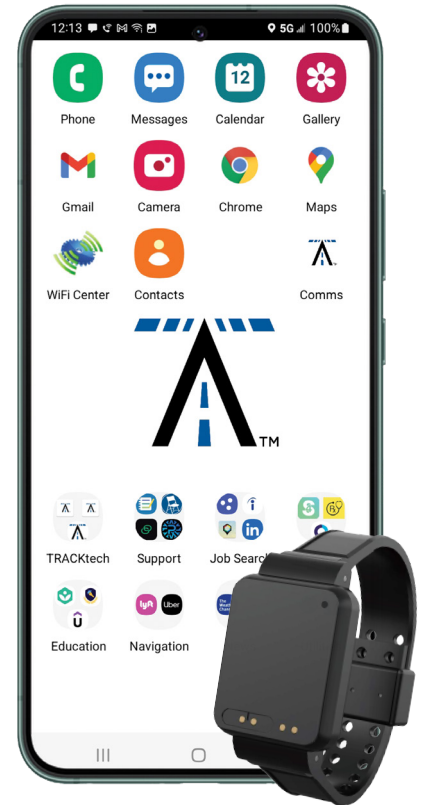 12:13 5G 100%
Phone Messages Calendar Gallery
12
Gmail Camera Chrome Maps
WiFi Center Contacts Comms
TM
TRACKtech Support Job Search
in
lyft Uber
Education Navigation